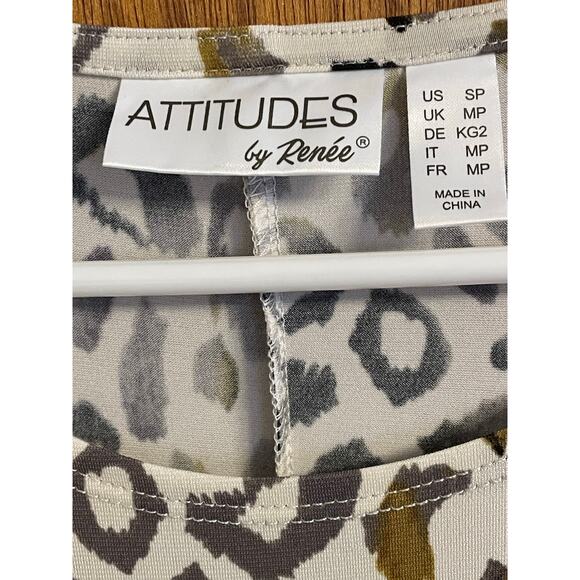 ATTITUDES
by Renée®
US SP
UK MP
DE KG2
IT MP
FR MP
MADE IN
CHINA